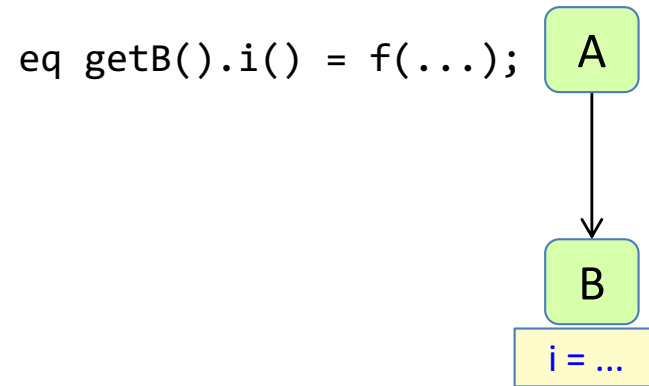 eq getB().i() = f(...);
A
B
i = ...